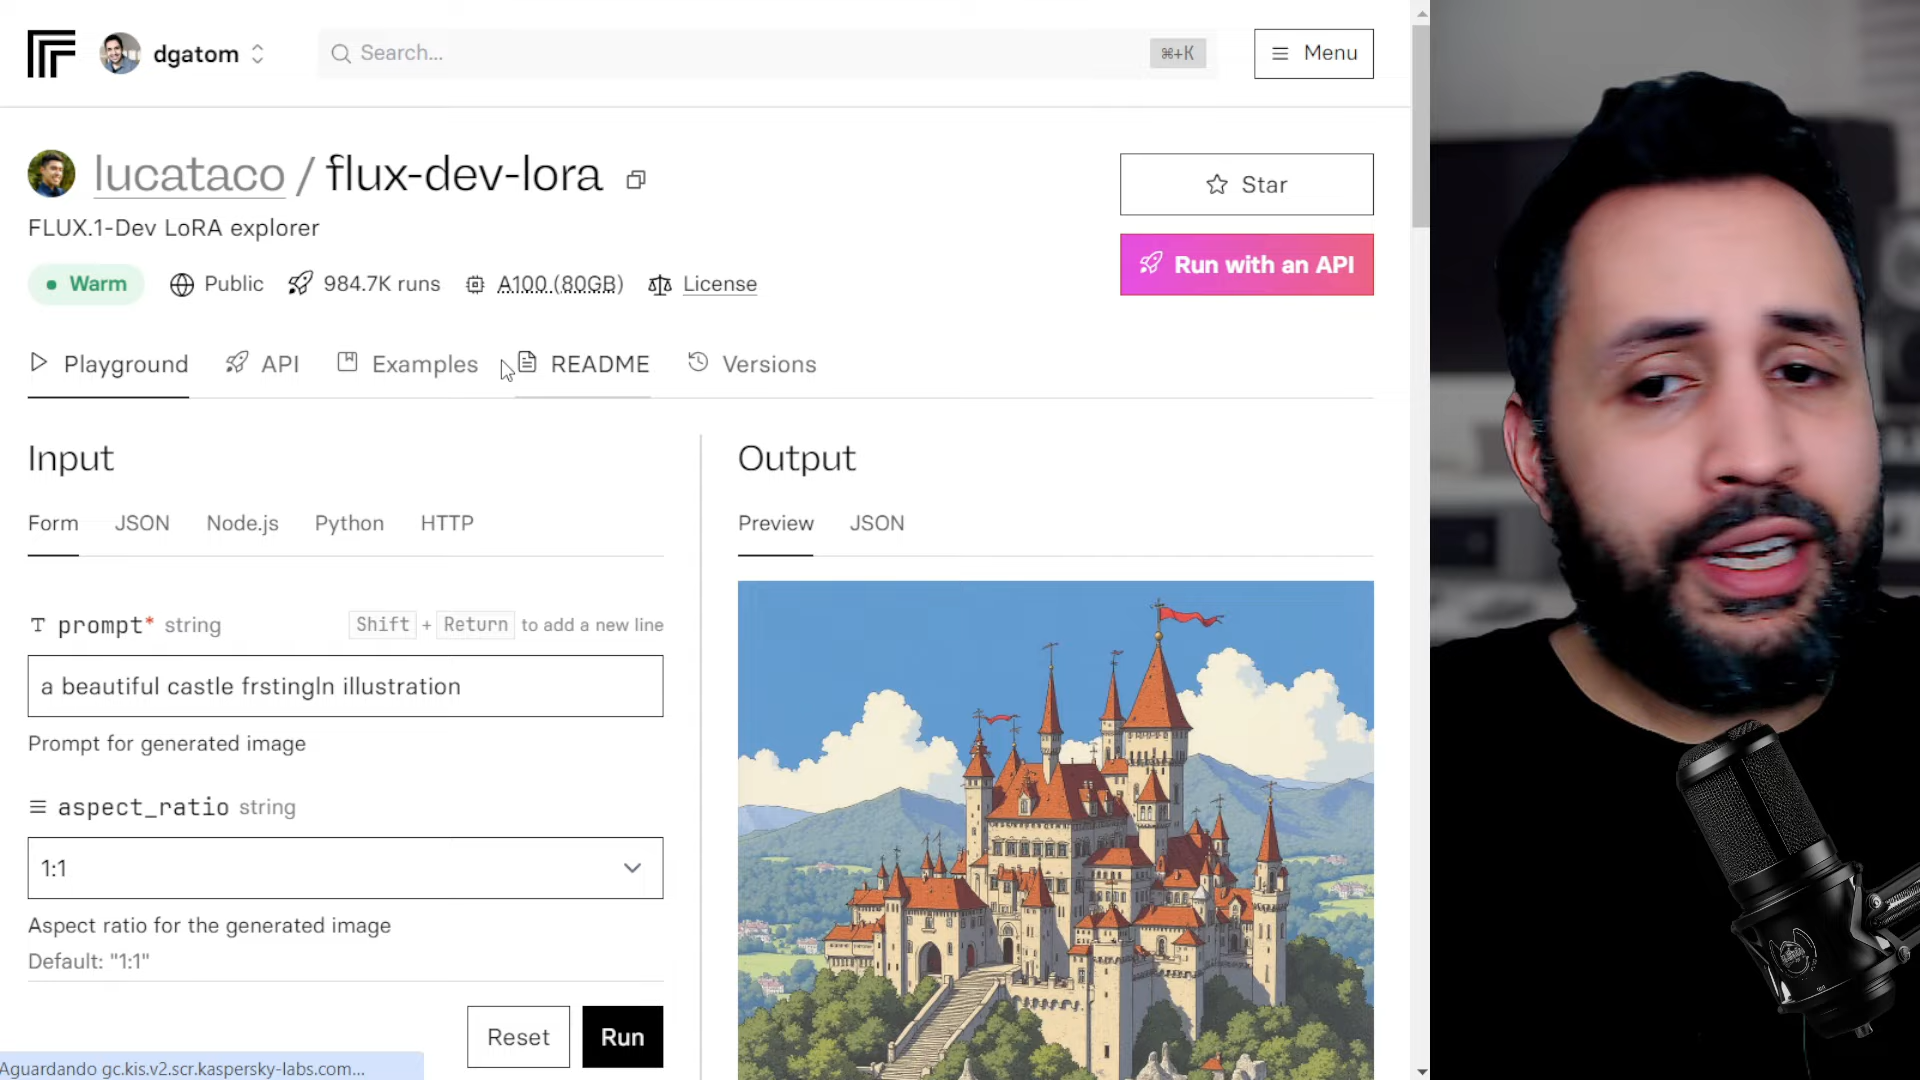 dgatom
Search...
⌘+K
Menu
lucataco / flux-dev-lora
Star
FLUX.1-Dev LoRA explorer
Run with an API
Warm
Public
984.7K runs
A100 (80GB)
License
Playground
API
Examples
README
Versions
Input
Output
Form
JSON
Node.js
Python
HTTP
Preview
JSON
prompt* string
Shift + Return to add a new line
a beautiful castle frstingln illustration
Prompt for generated image
aspect_ratio string
1:1
Aspect ratio for the generated image
Default: "1:1"
Reset
Run
Aguardando gc.kis.v2.scr.kaspersky-labs.com...